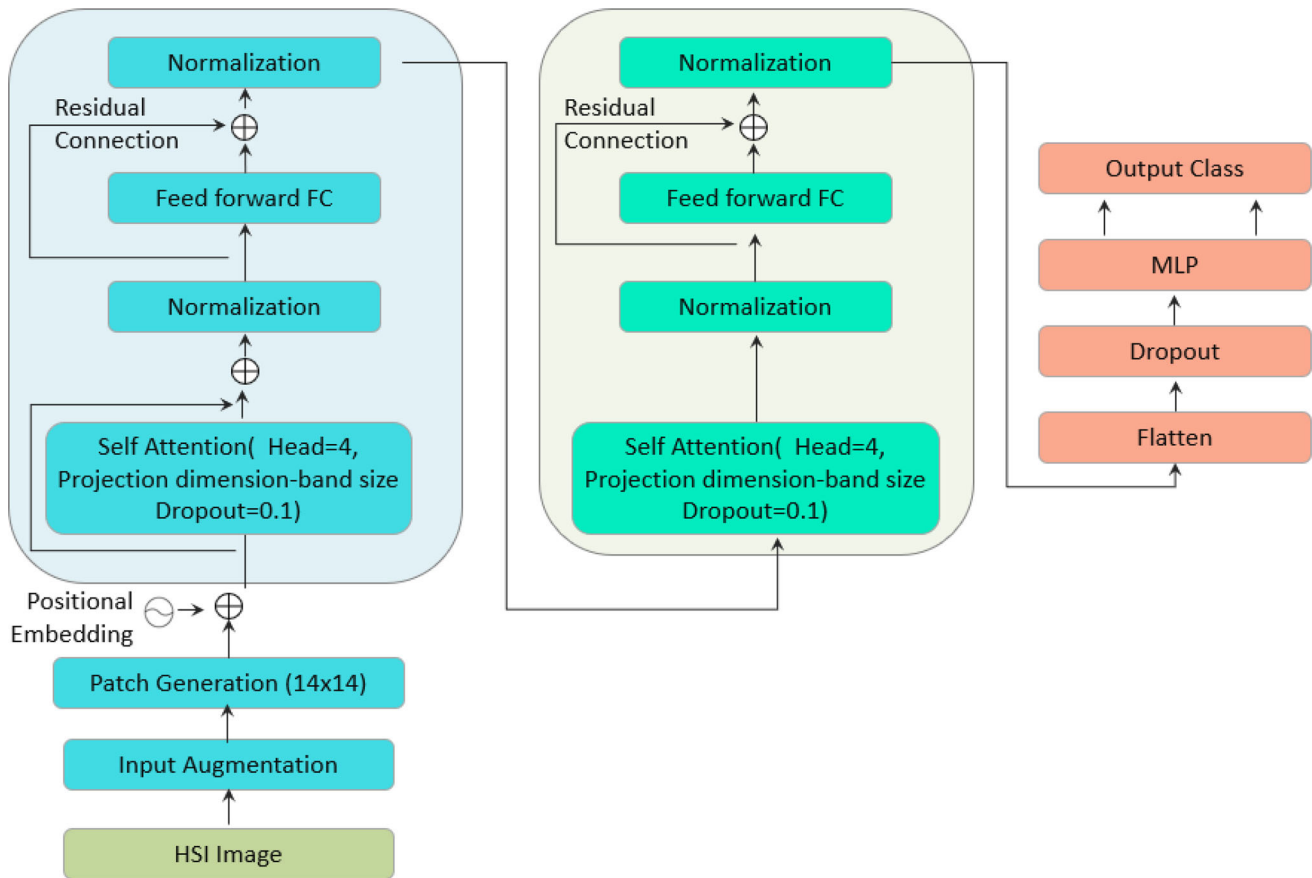 Normalization
Residual
Connection
Feed forward FC
Normalization
Self Attention(  Head=4,
Projection dimension-band size
Dropout=0.1)
Positional
Embedding
Patch Generation (14x14)
Input Augmentation
HSI Image
Normalization
Residual
Connection
Feed forward FC
Normalization
Self Attention(  Head=4,
Projection dimension-band size
Dropout=0.1)
Output Class
MLP
Dropout
Flatten